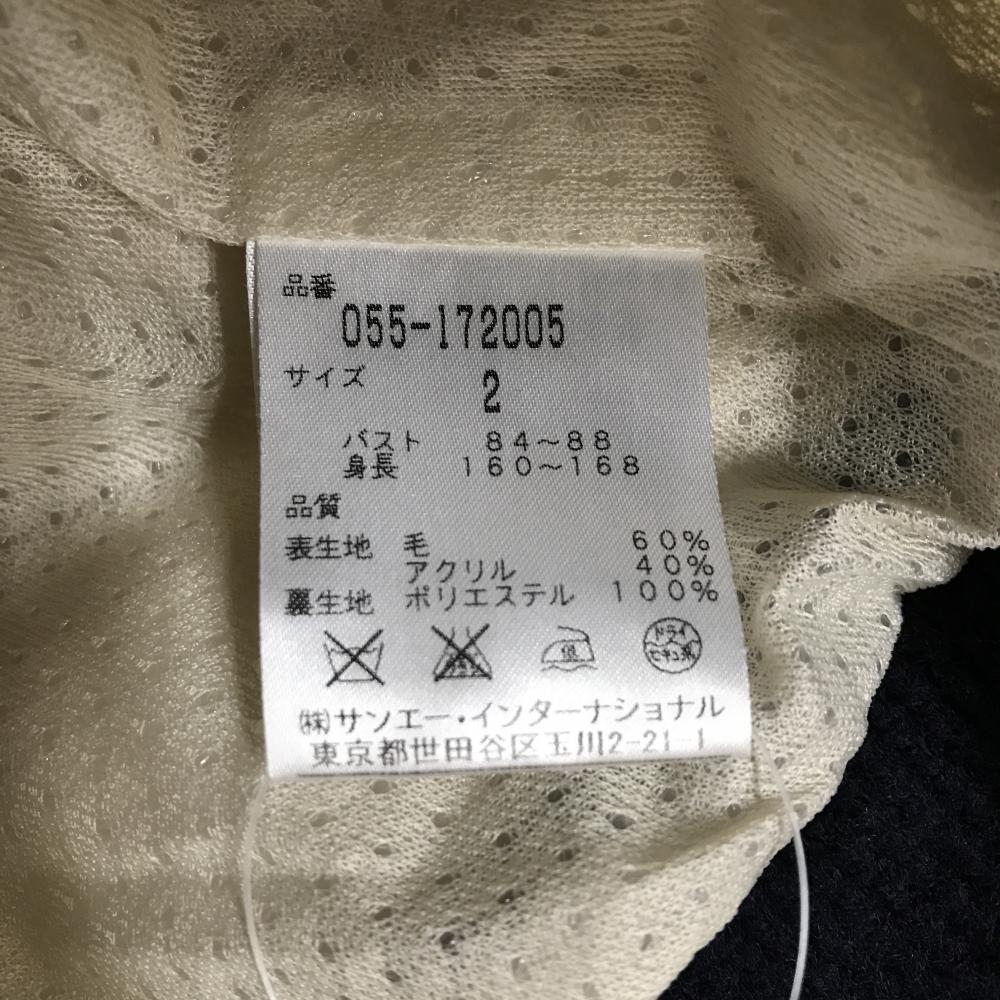 品番
055-172005
サイズ
2
バスト 84～88
身長 160～168
品質
表生地 毛 60%
アクリル 40%
裏生地 ポリエステル 100%
低 ドライ セキユ系
㈱サンエー・インターナショナル
東京都世田谷区玉川2-21-1